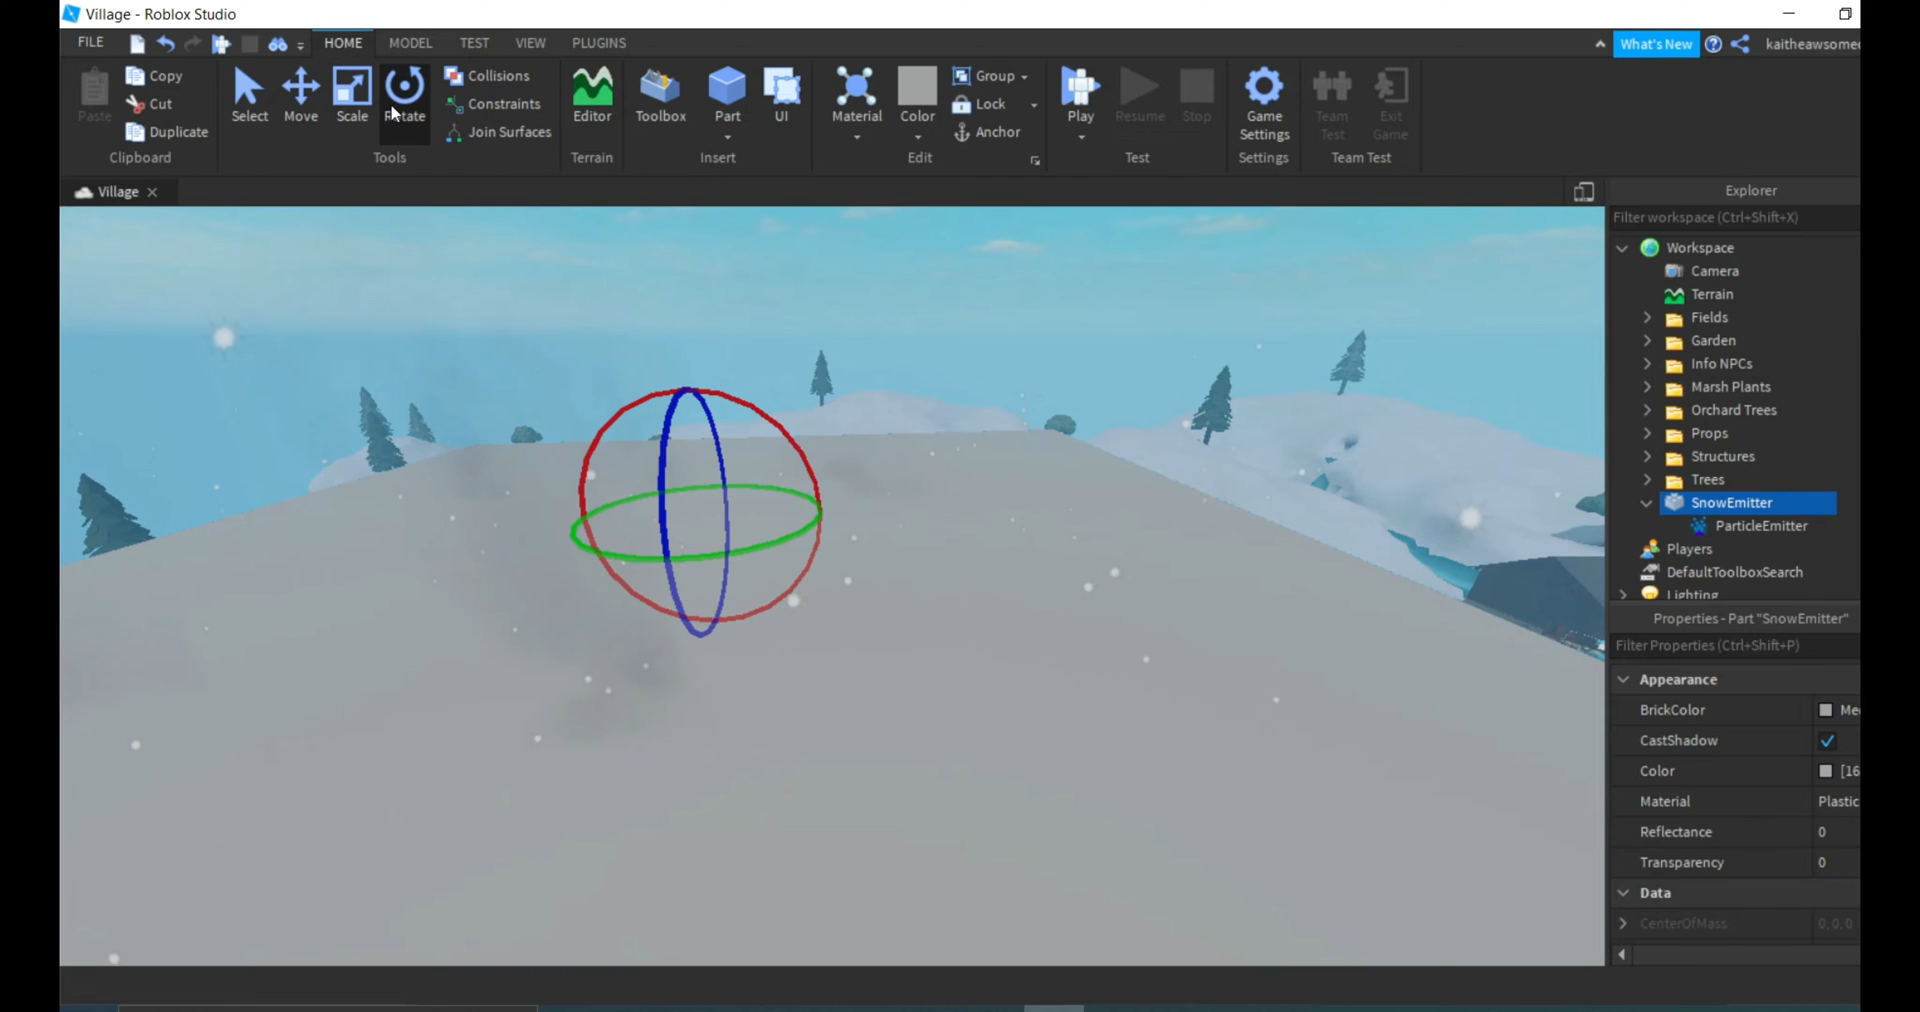 Village - Roblox Studio
FILE HOME MODEL TEST VIEW PLUGINS What's New
Paste Copy Cut Duplicate Clipboard
Select Move Scale Rotate Collisions Constraints Join Surfaces Tools
Editor Terrain
Toolbox Part UI Insert
Material Color Group Lock Anchor Edit
Play Resume Stop Test
Game Settings Settings
Team Test Exit Game Team Test
Village
Explorer
Filter workspace (Ctrl+Shift+X)
Workspace
Camera
Terrain
Fields
Garden
Info NPCs
Marsh Plants
Orchard Trees
Props
Structures
Trees
SnowEmitter
ParticleEmitter
Players
DefaultToolboxSearch
Lighting
Properties - Part "SnowEmitter"
Filter Properties (Ctrl+Shift+P)
Appearance
BrickColor
CastShadow
Color [16
Material Plastic
Reflectance 0
Transparency 0
Data
CenterOfMass 0,0,0